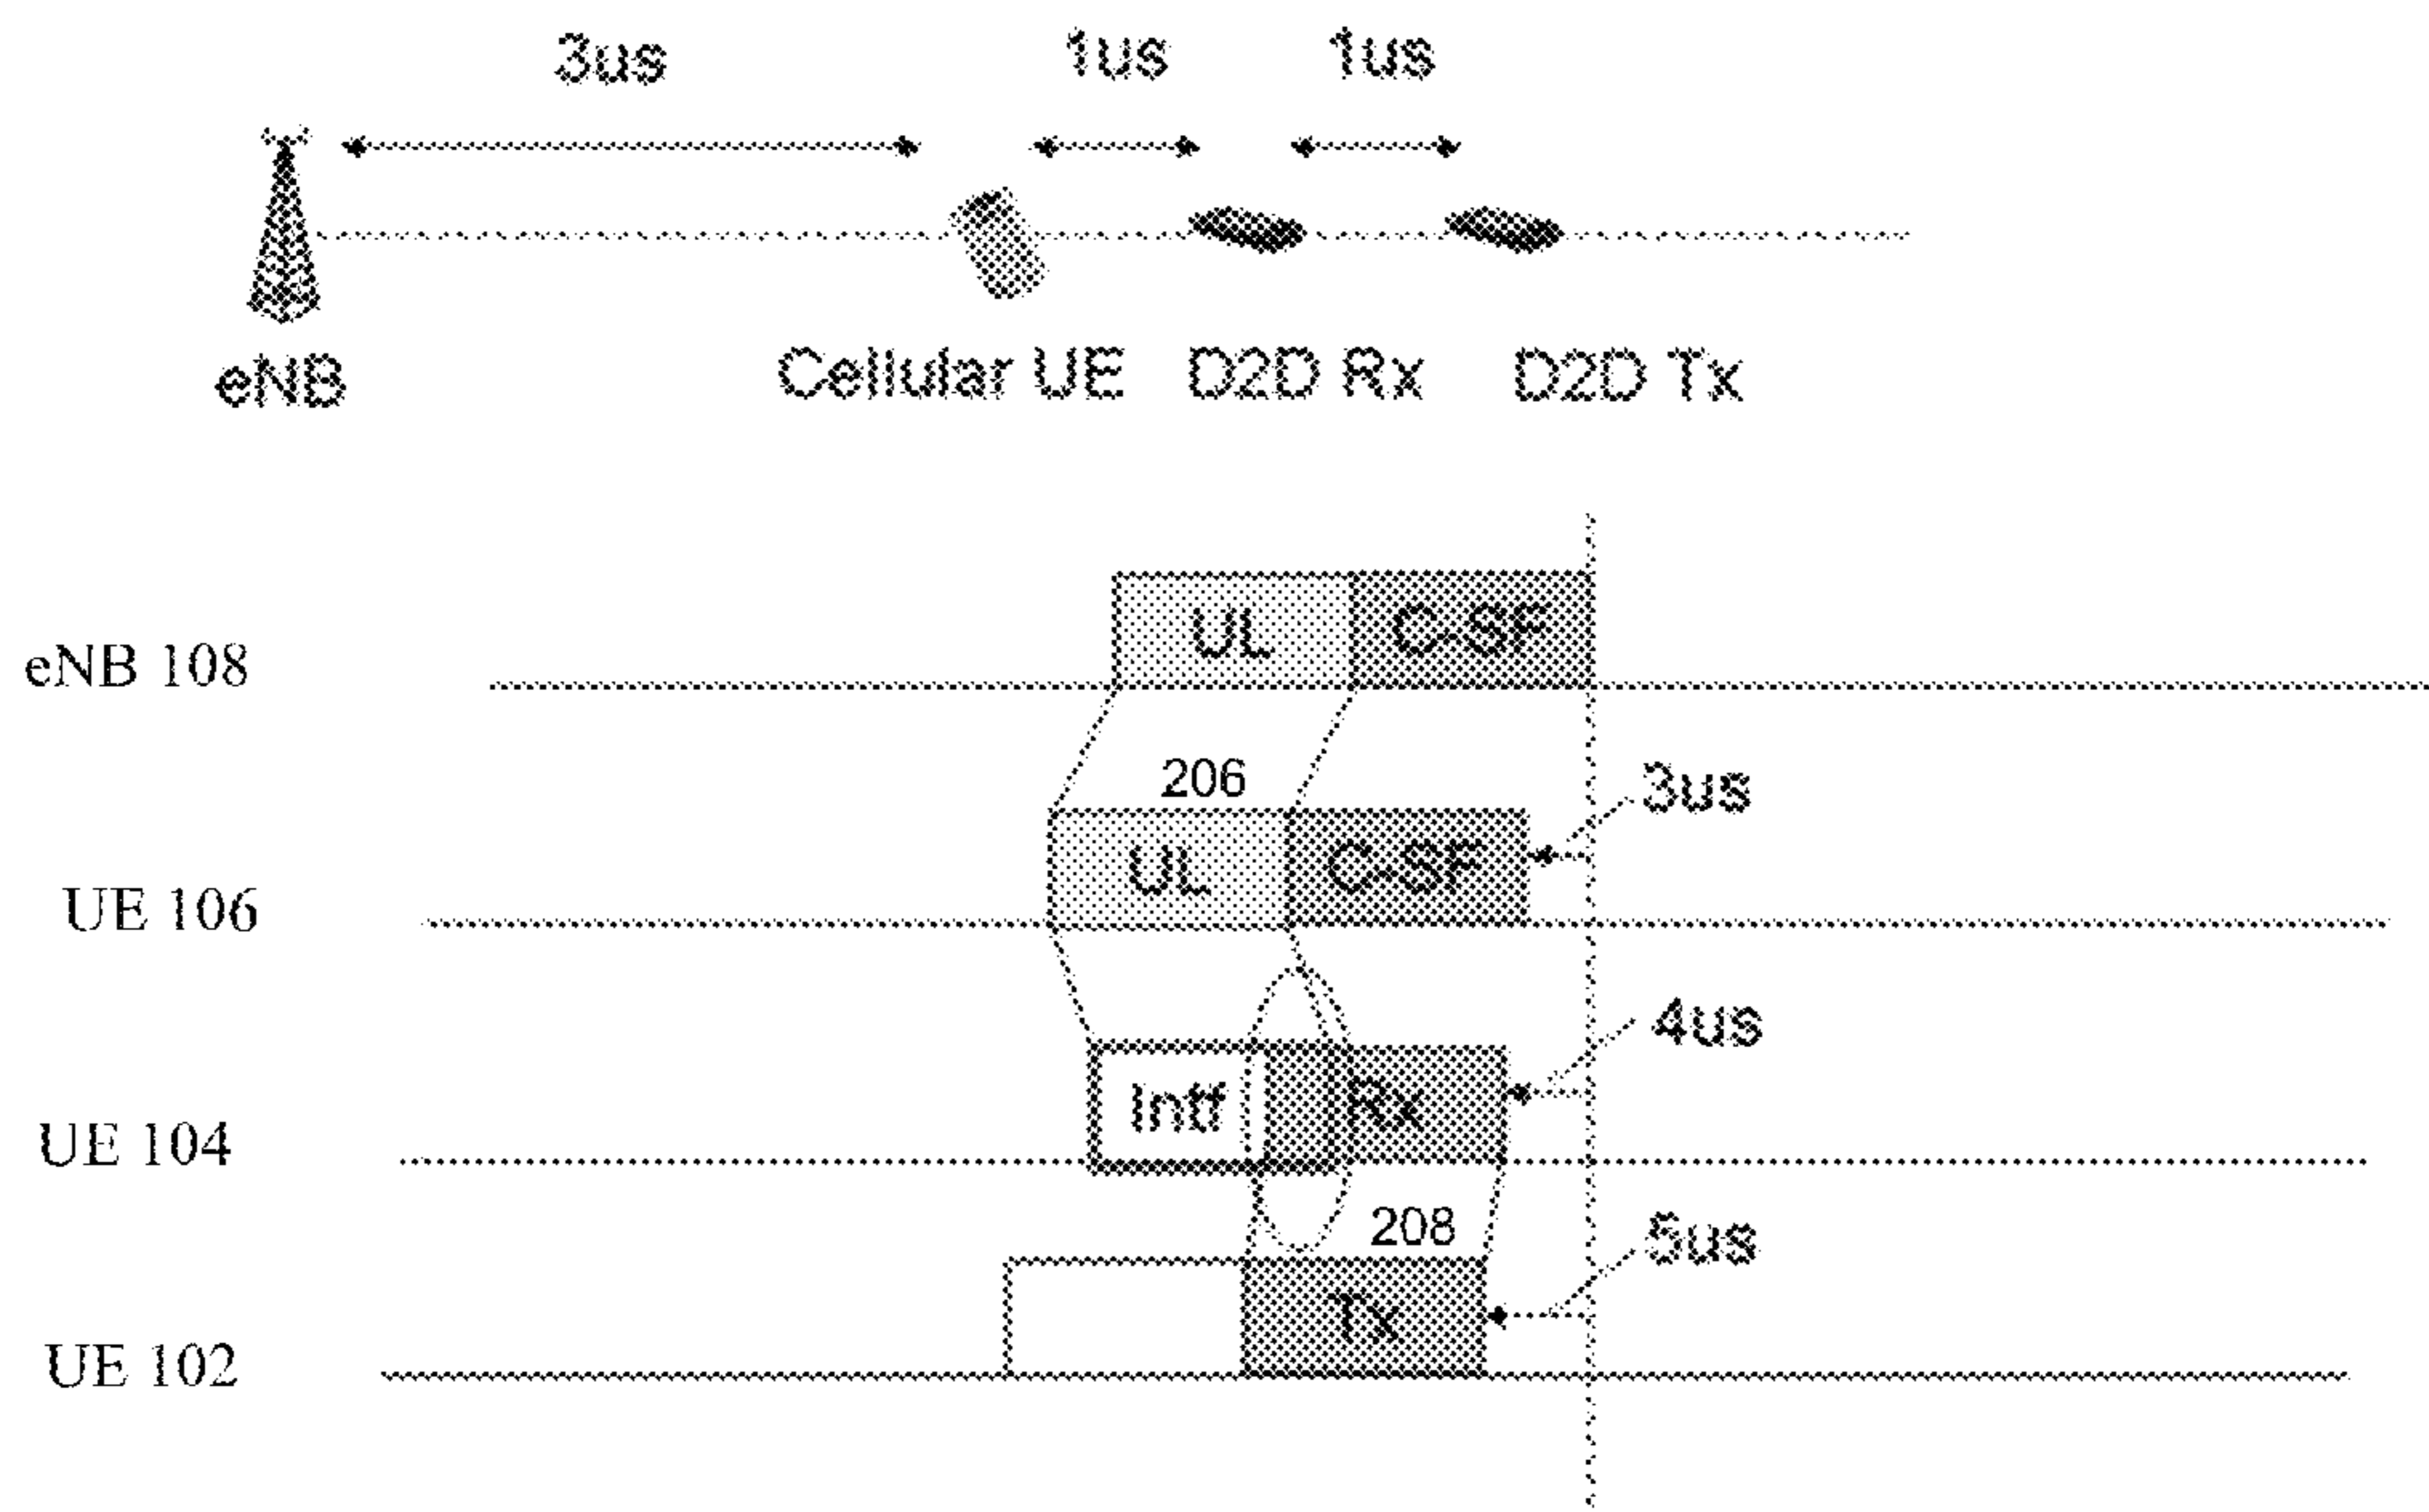 3us 1us 1us
eNB Cellular UE D2D Rx D2D Tx
UL C-SF
eNB 108
206 3us
UL C-SF
UE 106
4us
Intf Rx
UE 104
208 5us
Tx
UE 102